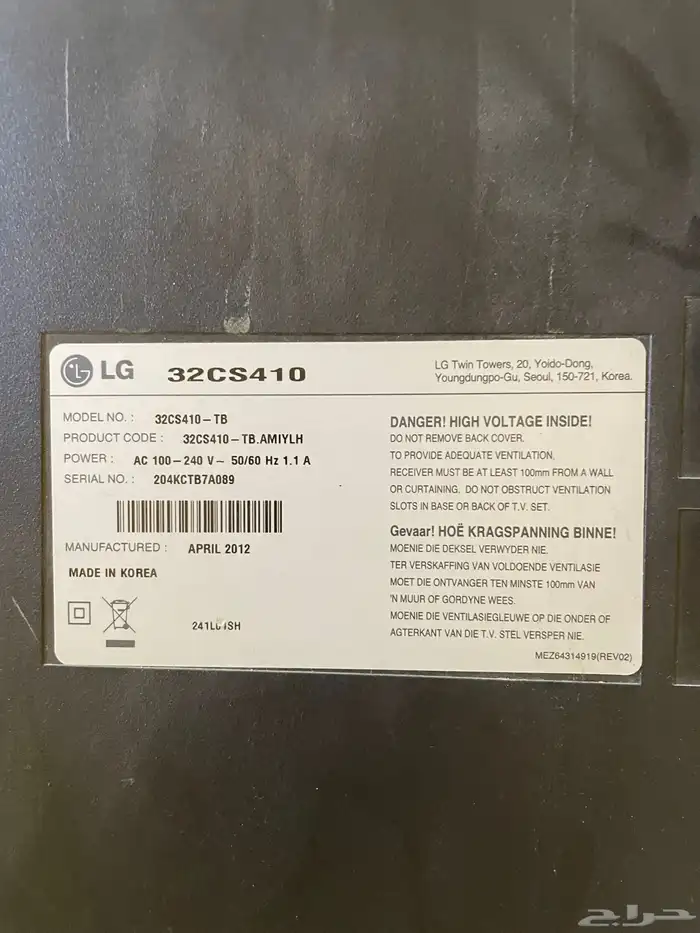 LG 32CS410
LG Twin Towers, 20, Yoido-Dong,
Youngdungpo-Gu, Seoul, 150-721, Korea.
MODEL NO. : 32CS410-TB
PRODUCT CODE : 32CS410-TB.AMIYLH
POWER : AC 100-240 V~ 50/60 Hz 1.1 A
SERIAL NO. : 204KCTB7A089
MANUFACTURED : APRIL 2012
MADE IN KOREA
DANGER! HIGH VOLTAGE INSIDE!
DO NOT REMOVE BACK COVER.
TO PROVIDE ADEQUATE VENTILATION,
RECEIVER MUST BE AT LEAST 100mm FROM A WALL
OR CURTAINING. DO NOT OBSTRUCT VENTILATION
SLOTS IN BASE OR BACK OF T.V. SET.
Gevaar! HOË KRAGSPANNING BINNE!
MOENIE DIE DEKSEL VERWYDER NIE.
TER VERSKAFFING VAN VOLDOENDE VENTILASIE
MOET DIE ONTVANGER TEN MINSTE 100mm VAN
'N MUUR OF GORDYNE WEES.
MOENIE DIE VENTILASIEGLEUWE OP DIE ONDER OF
AGTERKANT VAN DIE T.V. STEL VERSPER NIE.
MEZ64314919(REV02)
حراج